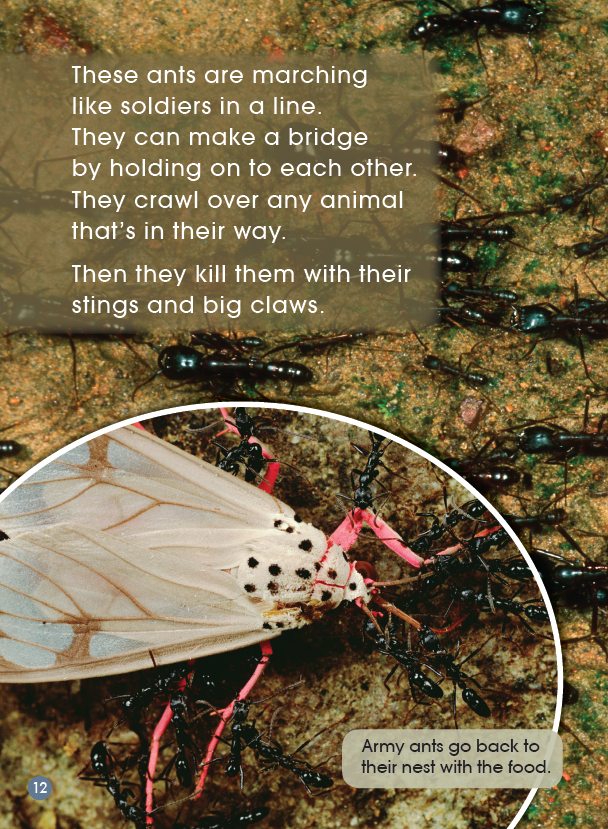 These ants are marching
like soldiers in a line.
They can make a bridge
by holding on to each other.
They crawl over any animal
that's in their way.
Then they kill them with their
stings and big claws.
Army ants go back to
their nest with the food.
12